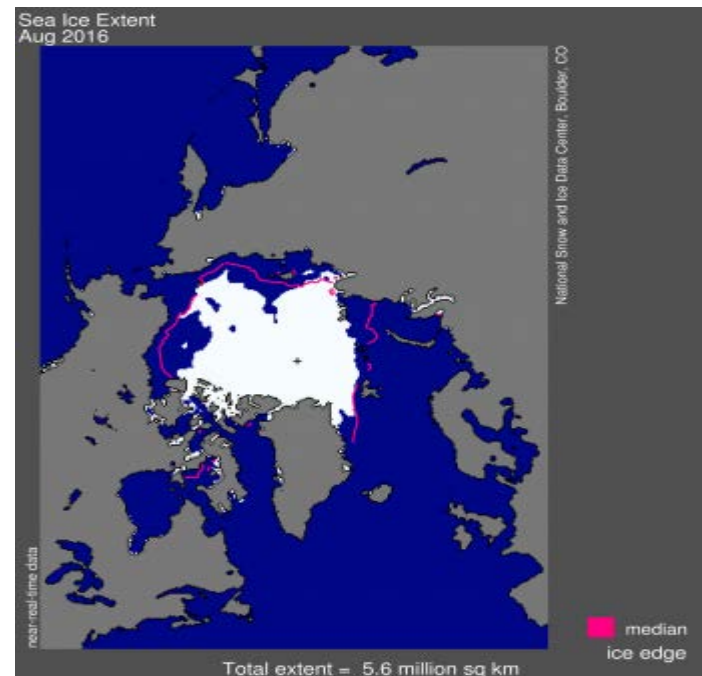 Sea Ice Extent
Aug 2016
National Snow and Ice Data Center, Boulder, CO
near-real-time data
median
ice edge
Total extent = 5.6 million sq km